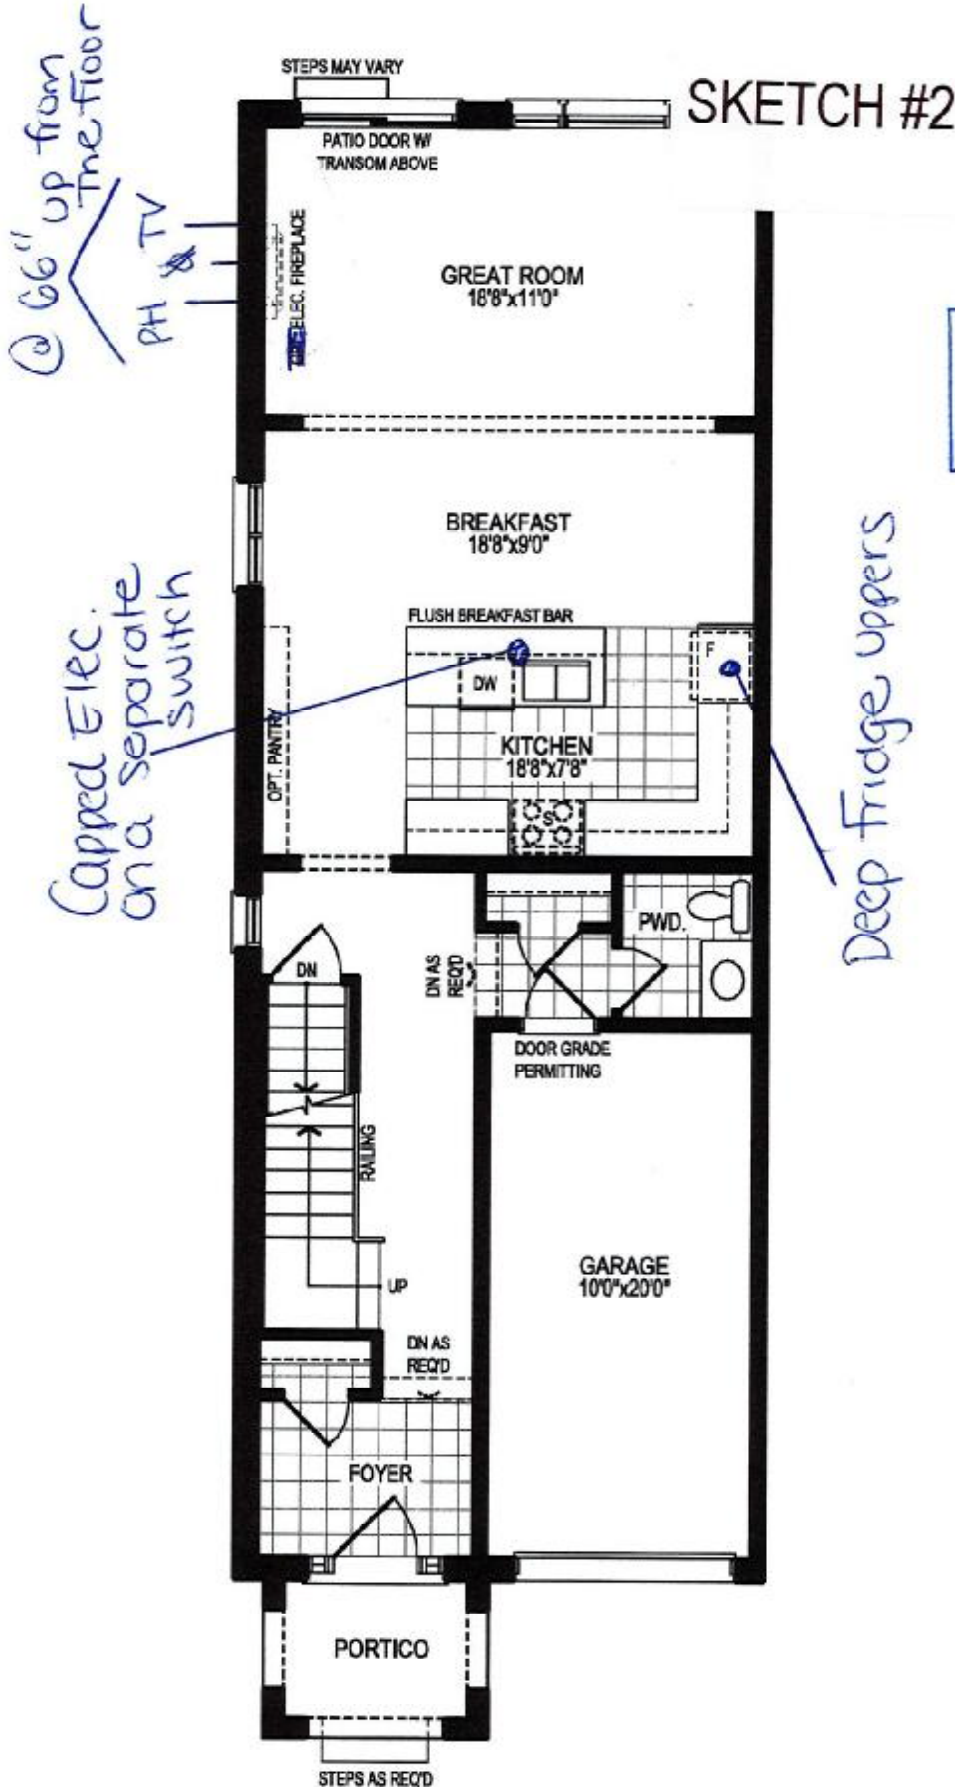 STEPS MAY VARY
SKETCH #2
PATIO DOOR W/
TRANSOM ABOVE
@ 66" up from
the Floor
PH & TV
ELEC. FIREPLACE
GREAT ROOM
18'8"x11'0"
BREAKFAST
18'8"x9'0"
Capped Elec.
on a separate
switch
FLUSH BREAKFAST BAR
DW
F
Deep Fridge uppers
OPT. PANTRY
KITCHEN
18'8"x7'8"
S
PWD.
DN
DN AS
REQ'D
DOOR GRADE
PERMITTING
RAILING
UP
GARAGE
10'0"x20'0"
DN AS
REQ'D
FOYER
PORTICO
STEPS AS REQ'D